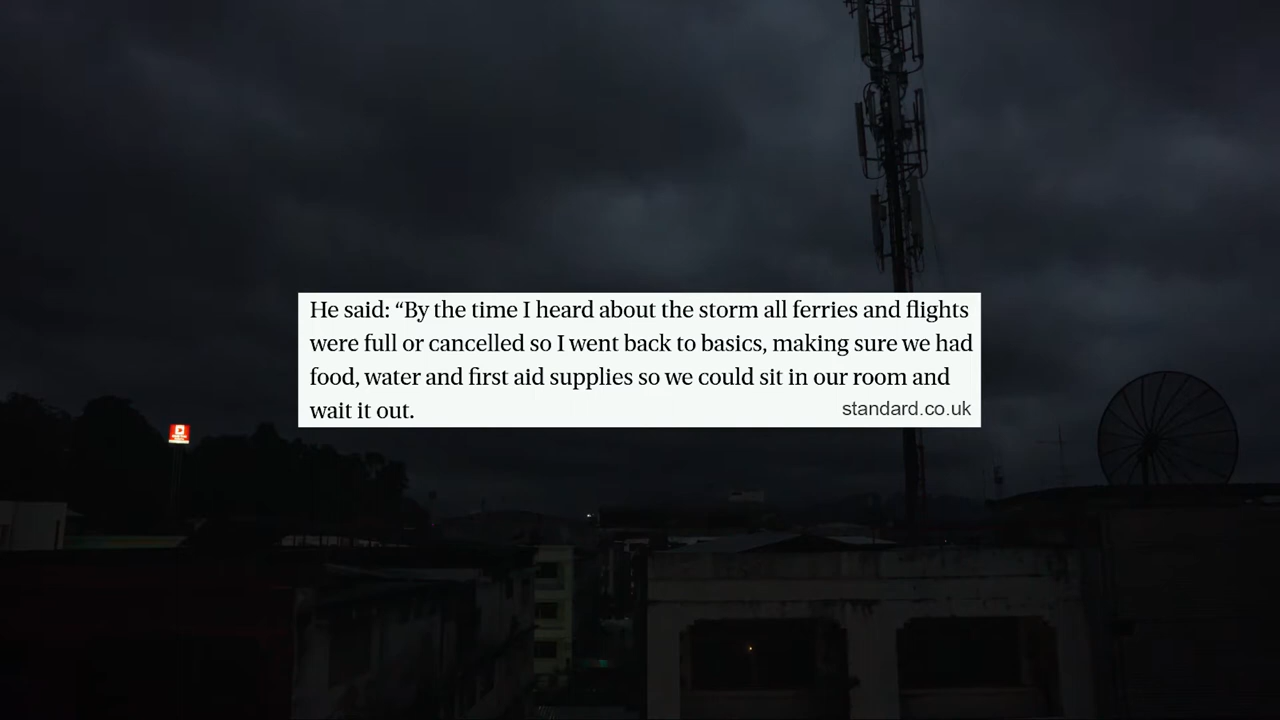 He said: “By the time I heard about the storm all ferries and flights
were full or cancelled so I went back to basics, making sure we had
food, water and first aid supplies so we could sit in our room and
wait it out.
standard.co.uk